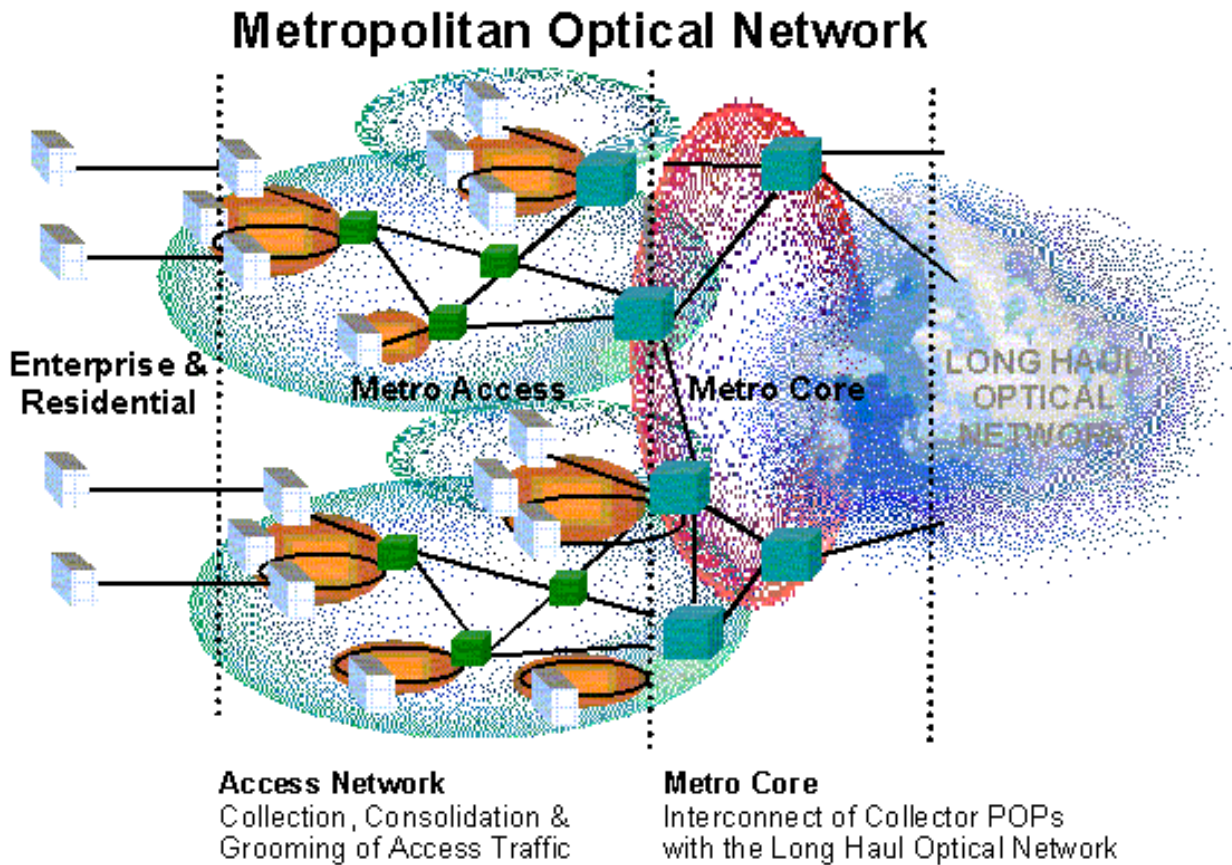 Metropolitan Optical Network
Enterprise &
Residential
Metro Access
Metro Core
LONG HAUL
OPTICAL
NETWORK
Access Network
Collection, Consolidation &
Grooming of Access Traffic
Metro Core
Interconnect of Collector POPs
with the Long Haul Optical Network